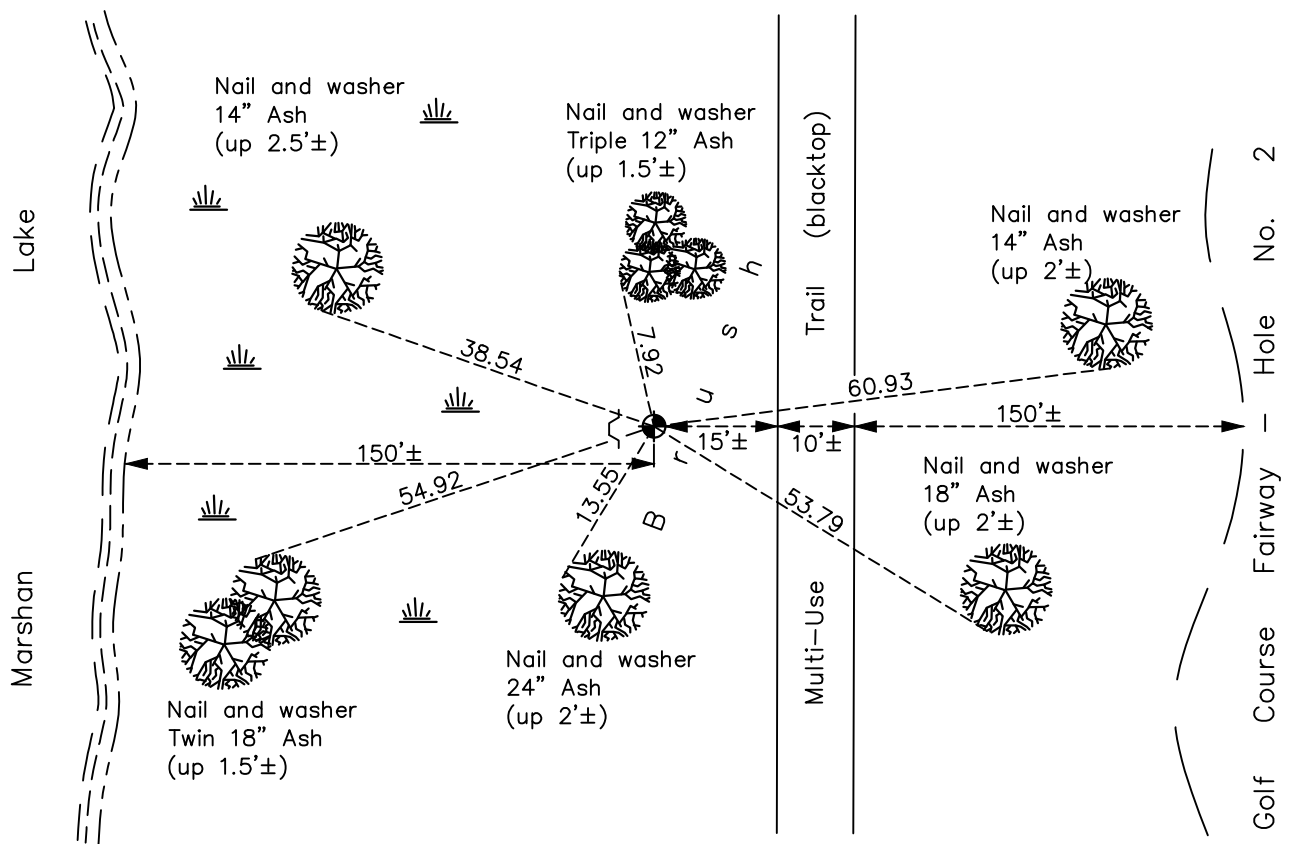 Nail and washer
14” Ash
(up 2.5’±)
Nail and washer
Triple 12” Ash
(up 1.5’±)
Nail and washer
14” Ash
(up 2’±)
Marshan Lake
Multi–Use Trail (blacktop)
Golf Course Fairway – Hole No. 2
Brush
38.54
7.92
60.93
15’±
10’±
150’±
150’±
54.92
13.55
53.79
Nail and washer
18” Ash
(up 2’±)
Nail and washer
24” Ash
(up 2’±)
Nail and washer
Twin 18” Ash
(up 1.5’±)